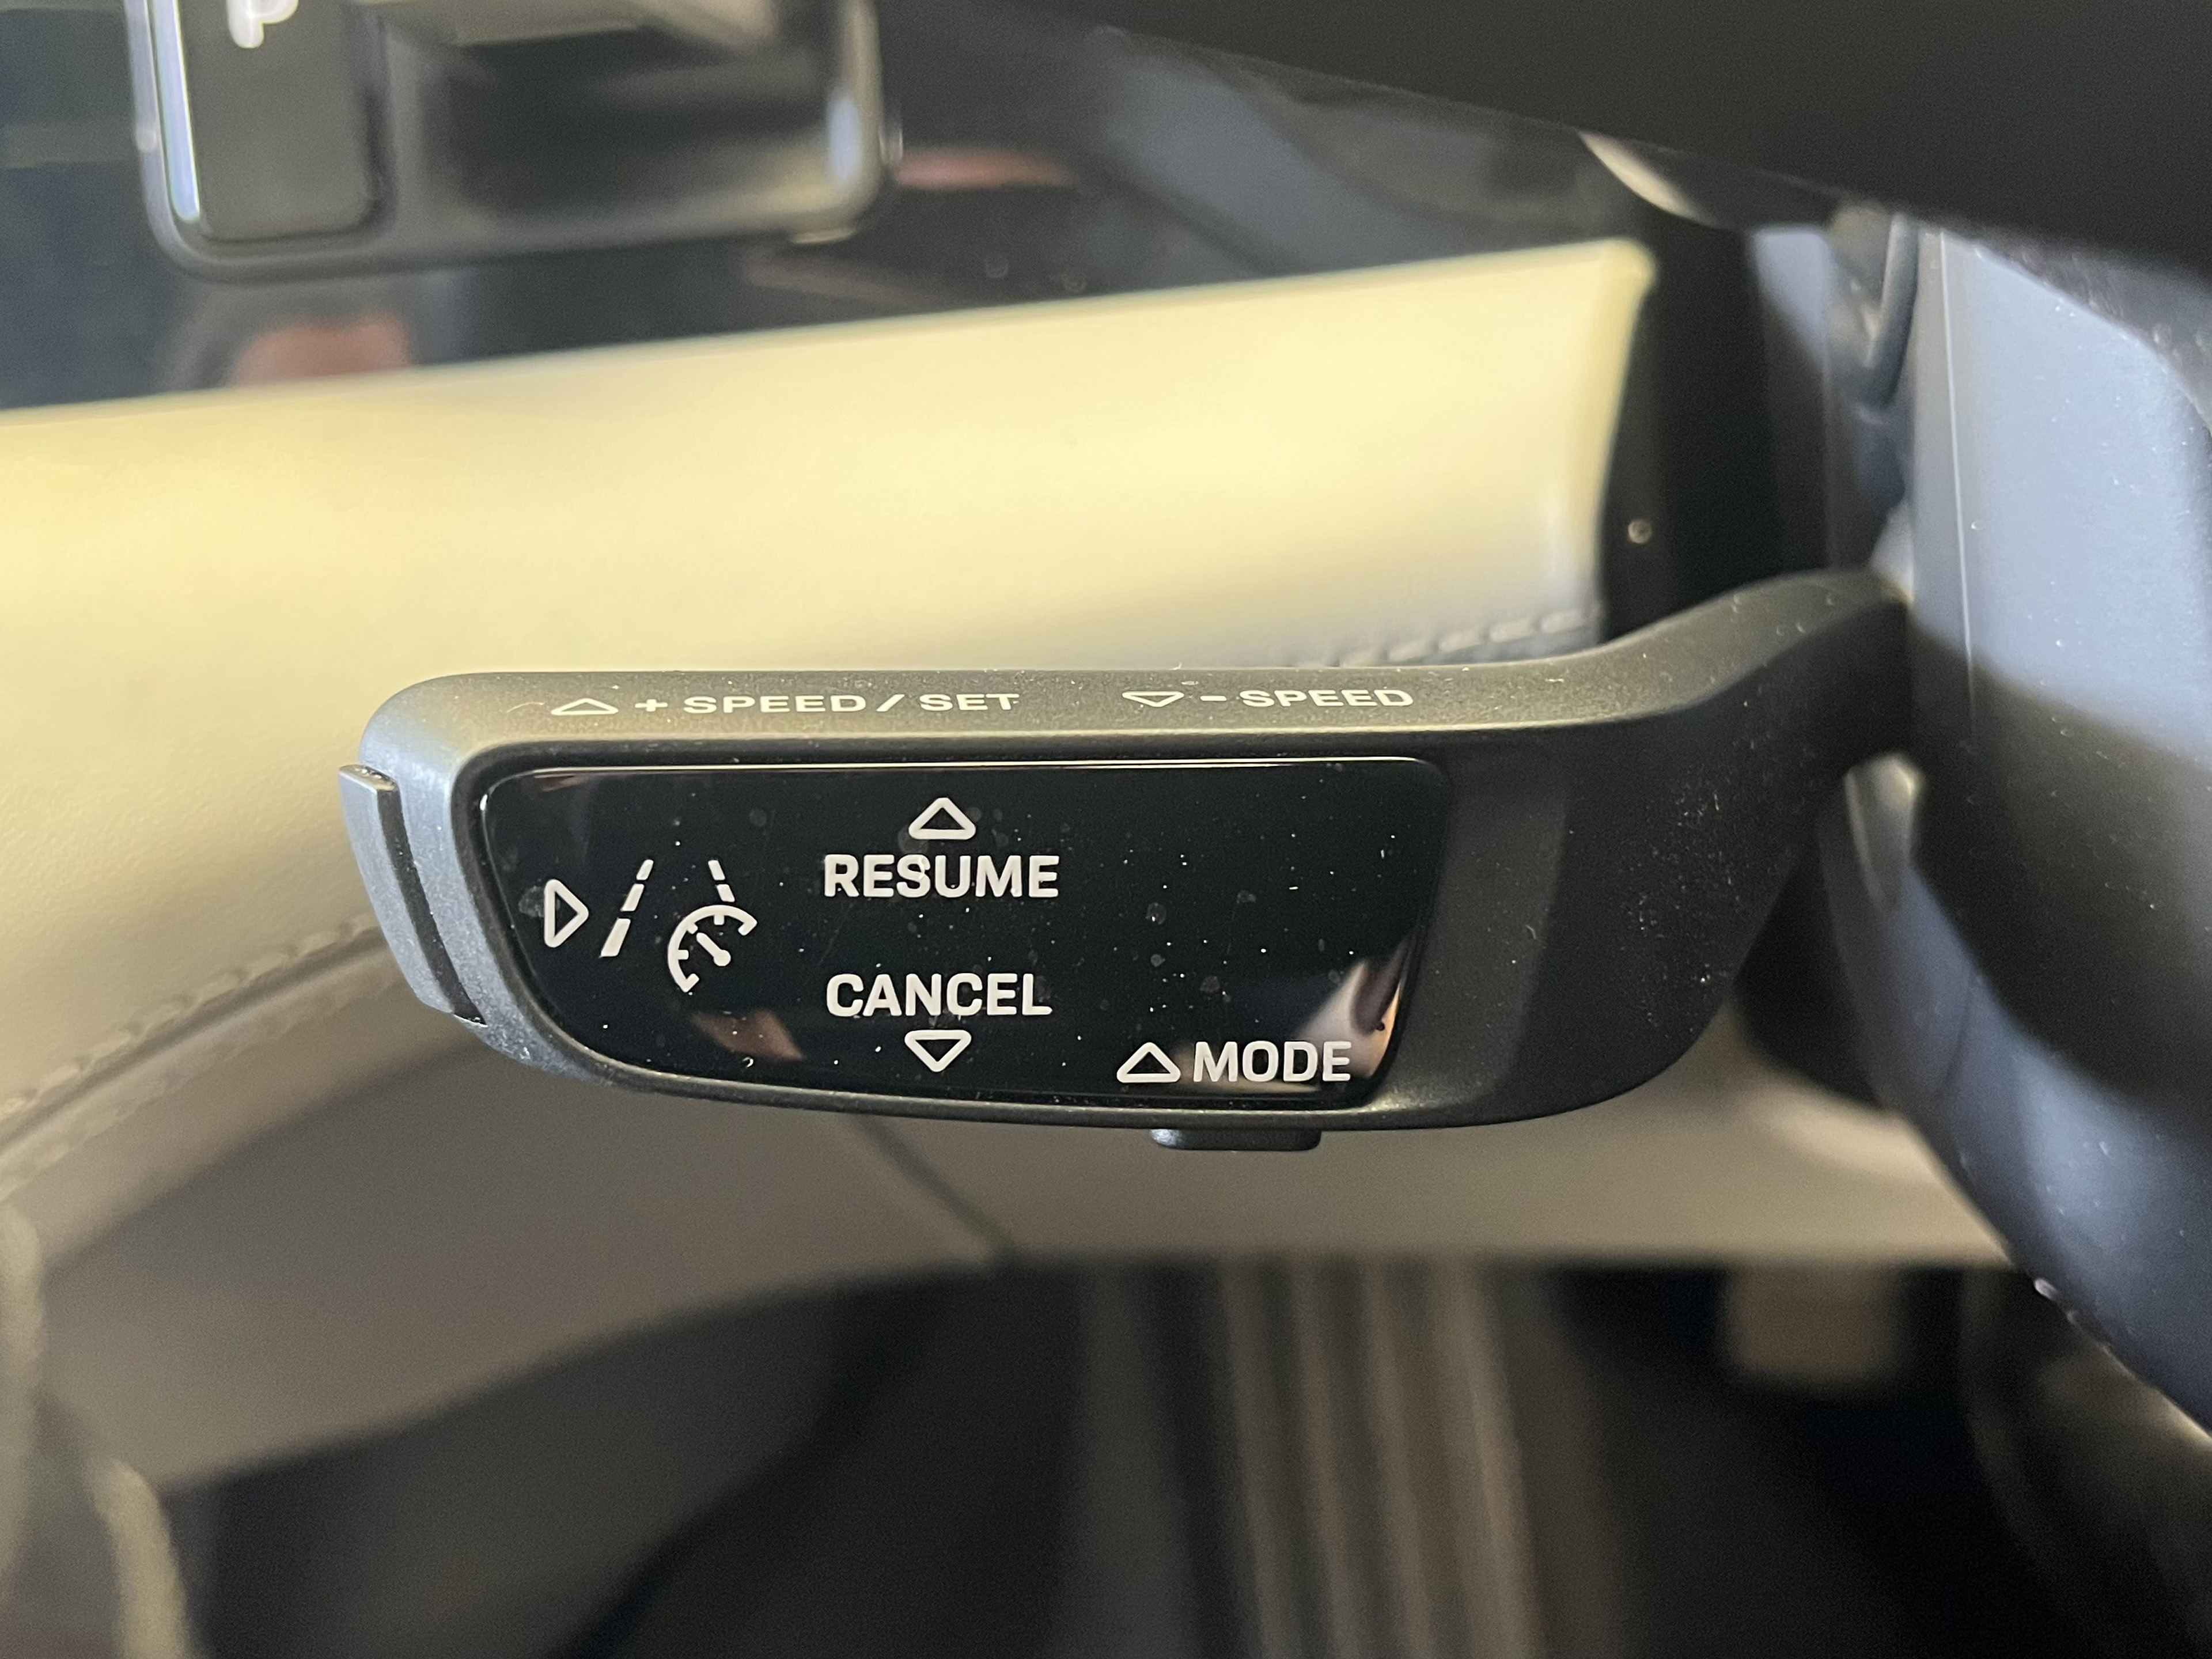 P
+ SPEED / SET
- SPEED
RESUME
CANCEL
MODE